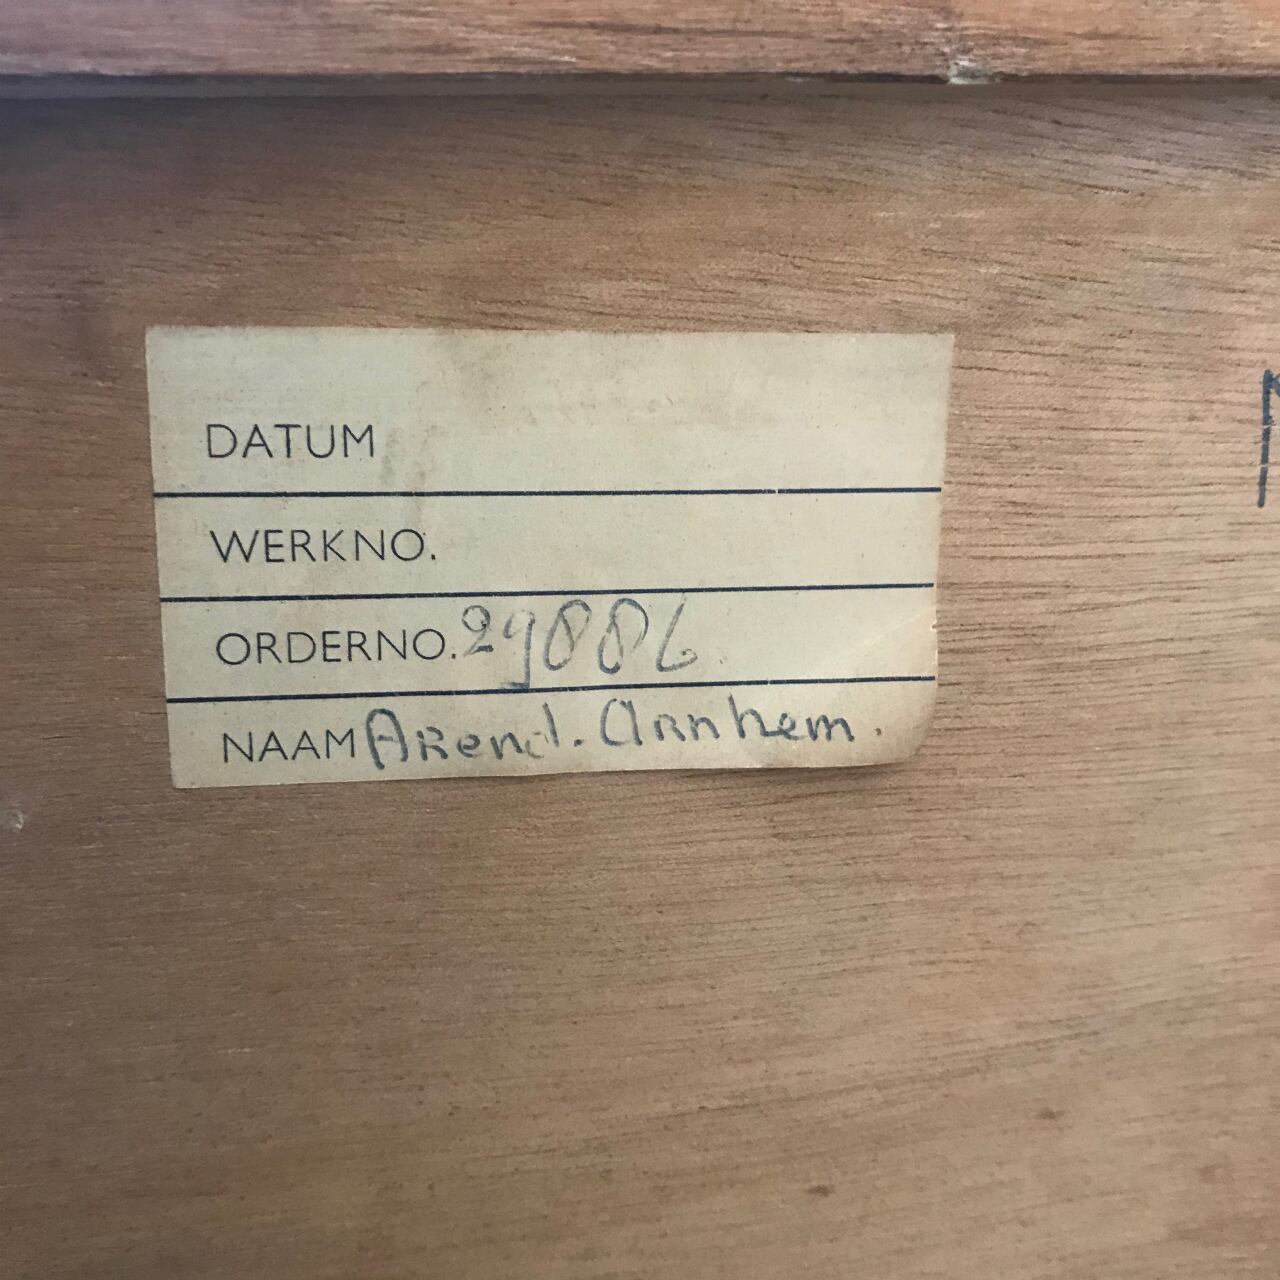 DATUM
WERKNO.
ORDERNO. 29886
NAAM Arend. Arnhem.